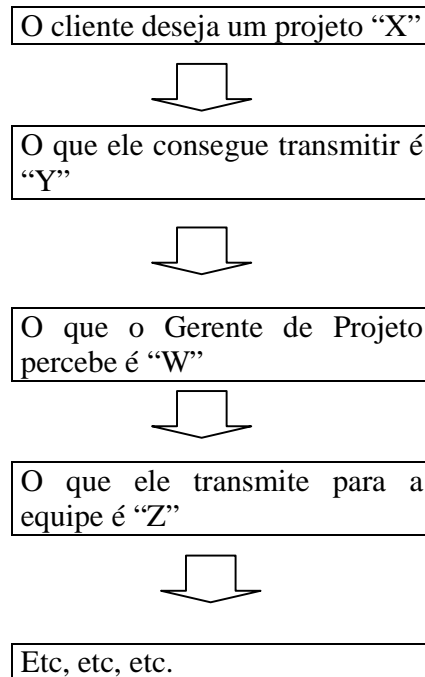 O cliente deseja um projeto “X”
O que ele consegue transmitir é
“Y”
O que o Gerente de Projeto
percebe é “W”
O que ele transmite para a
equipe é “Z”
Etc, etc, etc.